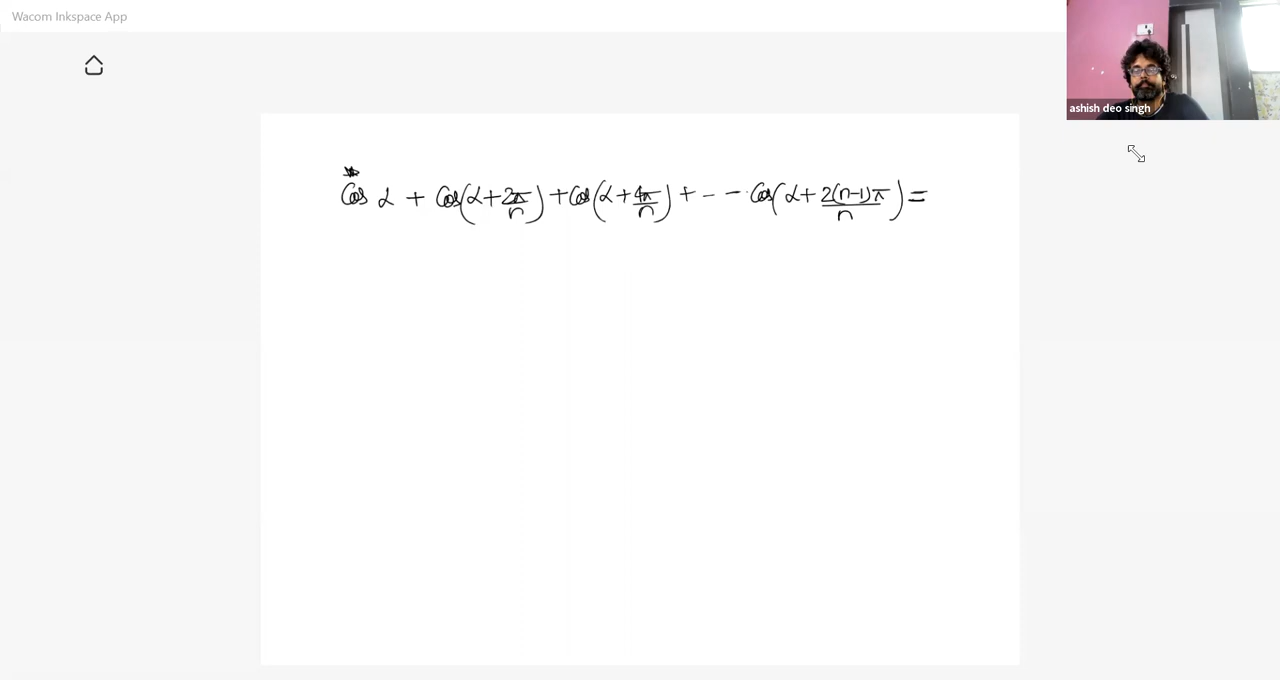 Wacom Inkspace App
ashish deo singh
Cos α + Cos(α+2π/n) + Cos(α+4π/n) + - - - Cos(α+2(n-1)π/n) =